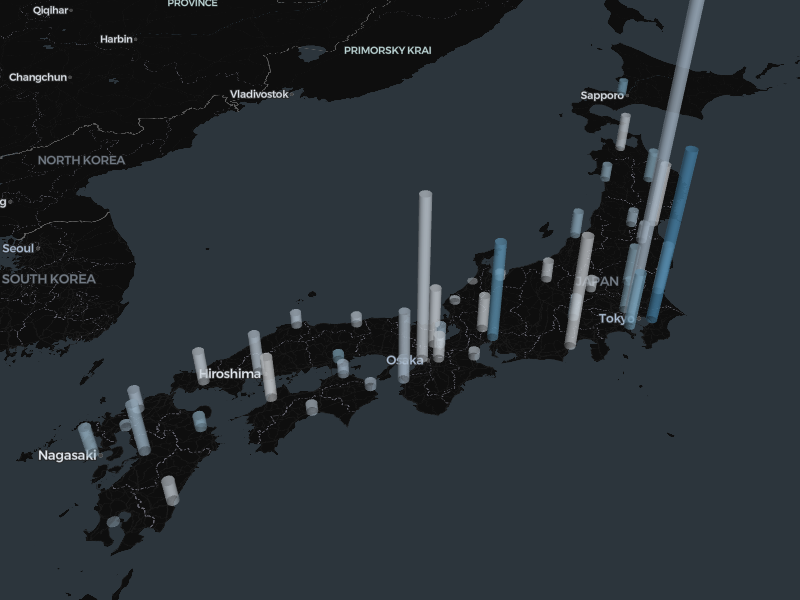 PROVINCE
Qiqihar
Harbin
PRIMORSKY KRAI
Changchun
Vladivostok
Sapporo
NORTH KOREA
g
Seoul
SOUTH KOREA
JAPAN
Tokyo
Osaka
Hiroshima
Nagasaki